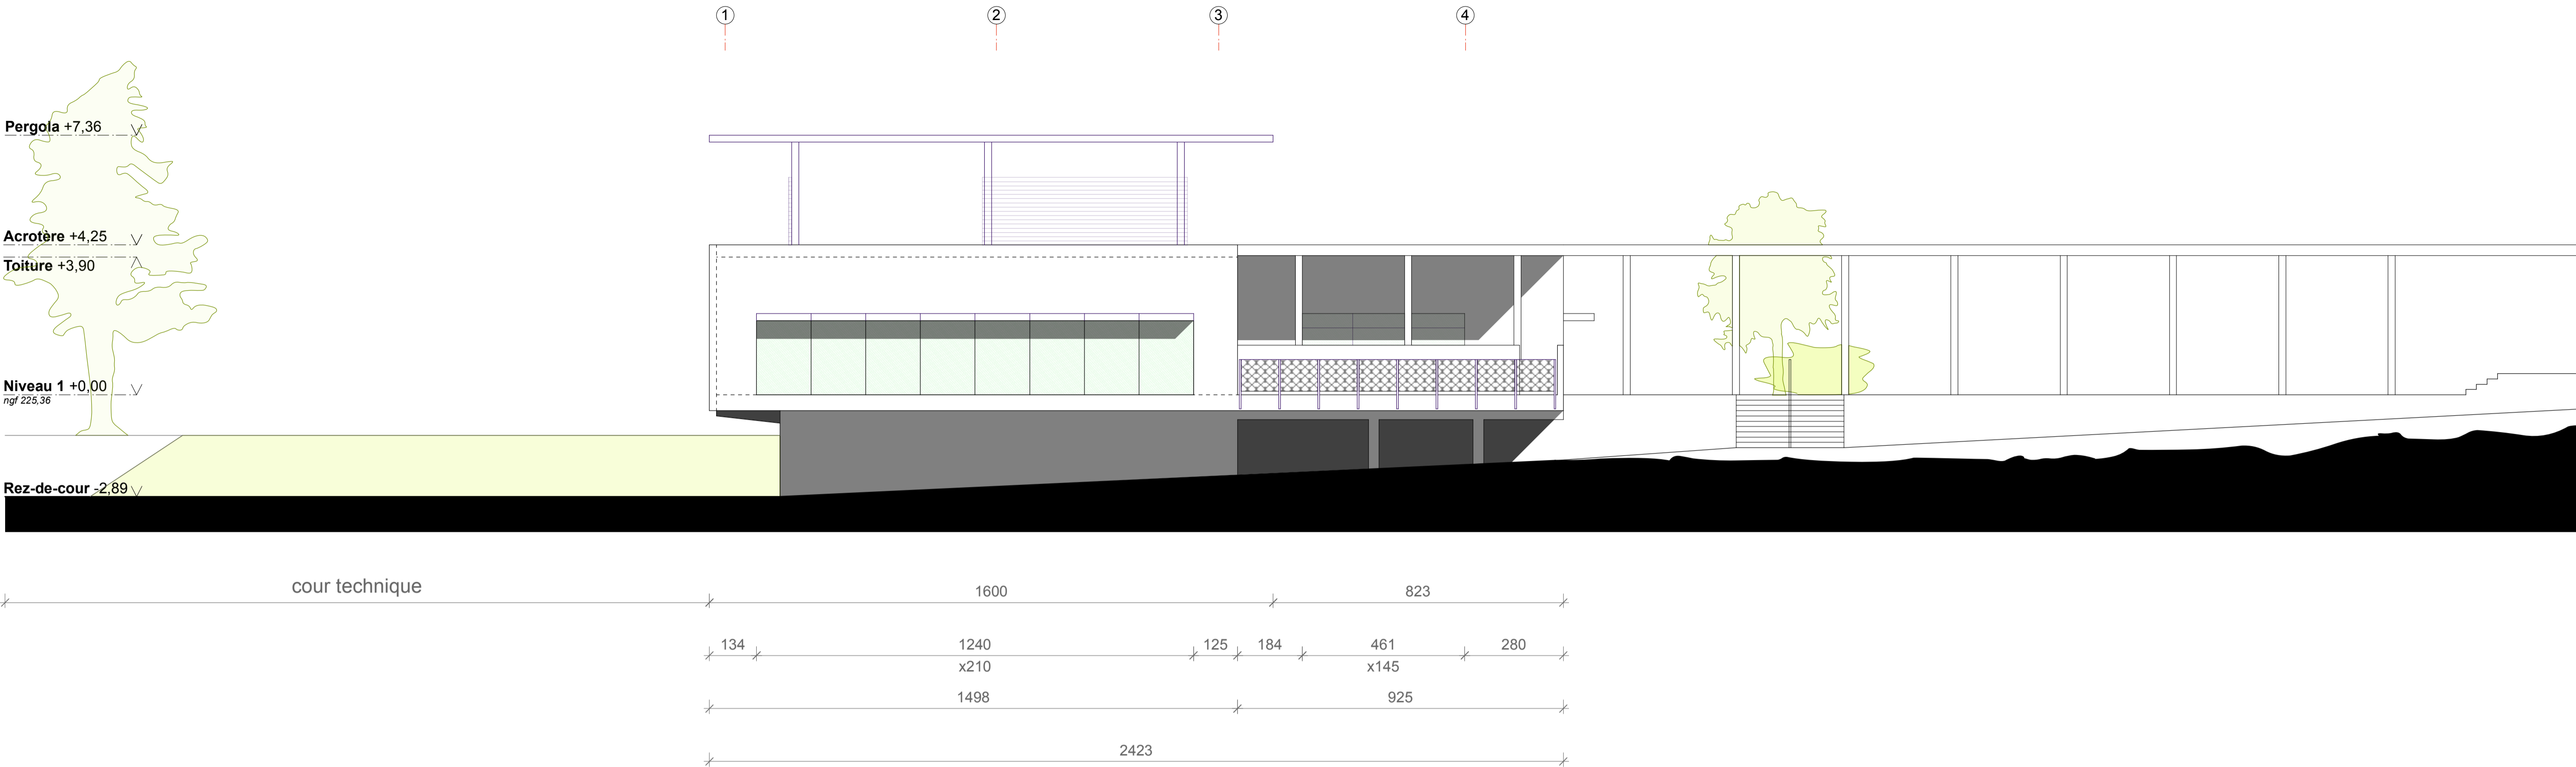 1 2 3 4
Pergola +7,36
Acrotère +4,25
Toiture +3,90
Niveau 1 +0,00
ngf 225,36
Rez-de-cour -2,89
cour technique 1600 823
134 1240 125 184 461 280
x210 x145
1498 925
2423